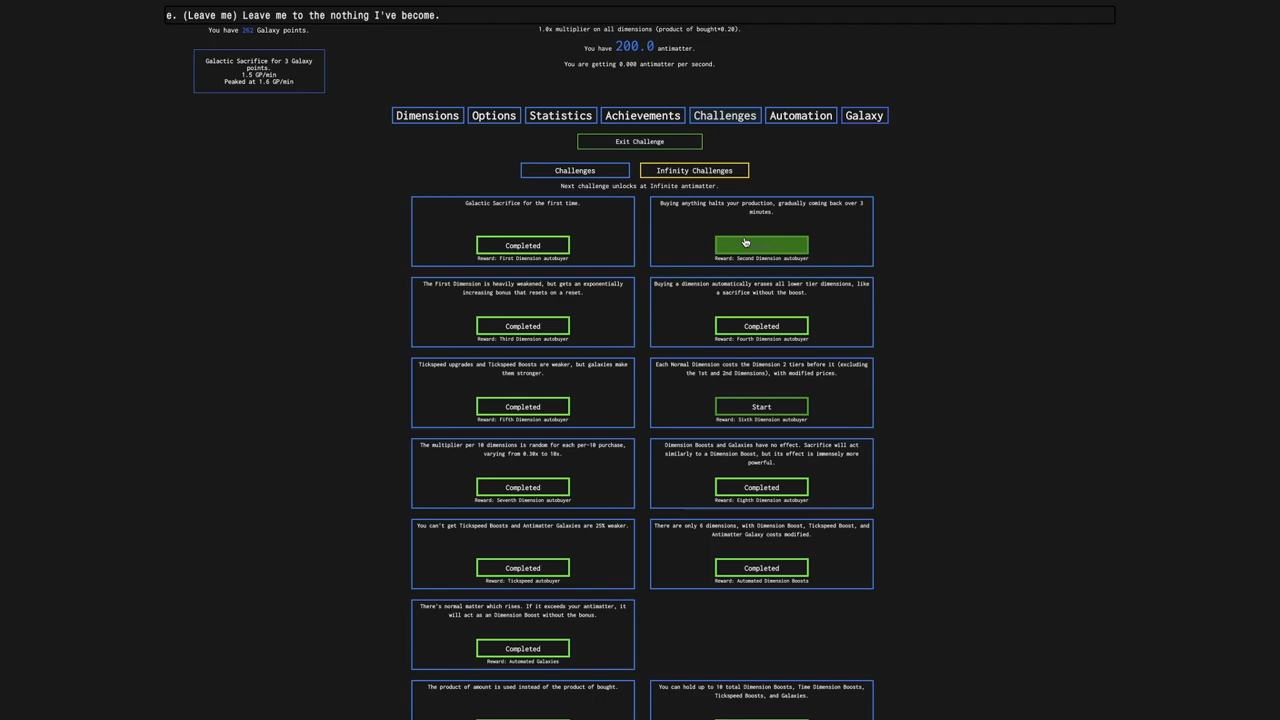 e. (Leave me) Leave me to the nothing I've become.
You have 262 Galaxy points.
1.0x multiplier on all dimensions (product of bought*0.20).
You have 200.0 antimatter.
You are getting 0.000 antimatter per second.
Galactic Sacrifice for 3 Galaxy
points.
1.5 GP/min
Peaked at 1.6 GP/min
Dimensions Options Statistics Achievements Challenges Automation Galaxy
Exit Challenge
Challenges Infinity Challenges
Next challenge unlocks at Infinite antimatter.
Galactic Sacrifice for the first time.
Completed
Reward: First Dimension autobuyer
Buying anything halts your production, gradually coming back over 3
minutes.
Reward: Second Dimension autobuyer
The First Dimension is heavily weakened, but gets an exponentially
increasing bonus that resets on a reset.
Completed
Reward: Third Dimension autobuyer
Buying a dimension automatically erases all lower tier dimensions, like
a sacrifice without the boost.
Completed
Reward: Fourth Dimension autobuyer
Tickspeed upgrades and Tickspeed Boosts are weaker, but galaxies make
them stronger.
Completed
Reward: Fifth Dimension autobuyer
Each Normal Dimension costs the Dimension 2 tiers before it (excluding
the 1st and 2nd Dimensions), with modified prices.
Start
Reward: Sixth Dimension autobuyer
The multiplier per 10 dimensions is random for each per-10 purchase,
varying from 0.30x to 10x.
Completed
Reward: Seventh Dimension autobuyer
Dimension Boosts and Galaxies have no effect. Sacrifice will act
similarly to a Dimension Boost, but its effect is immensely more
powerful.
Completed
Reward: Eighth Dimension autobuyer
You can't get Tickspeed Boosts and Antimatter Galaxies are 25% weaker.
Completed
Reward: Tickspeed autobuyer
There are only 6 dimensions, with Dimension Boost, Tickspeed Boost, and
Antimatter Galaxy costs modified.
Completed
Reward: Automated Dimension Boosts
There's normal matter which rises. If it exceeds your antimatter, it
will act as an Dimension Boost without the bonus.
Completed
Reward: Automated Galaxies
The product of amount is used instead of the product of bought.
You can hold up to 10 total Dimension Boosts, Time Dimension Boosts,
Tickspeed Boosts, and Galaxies.